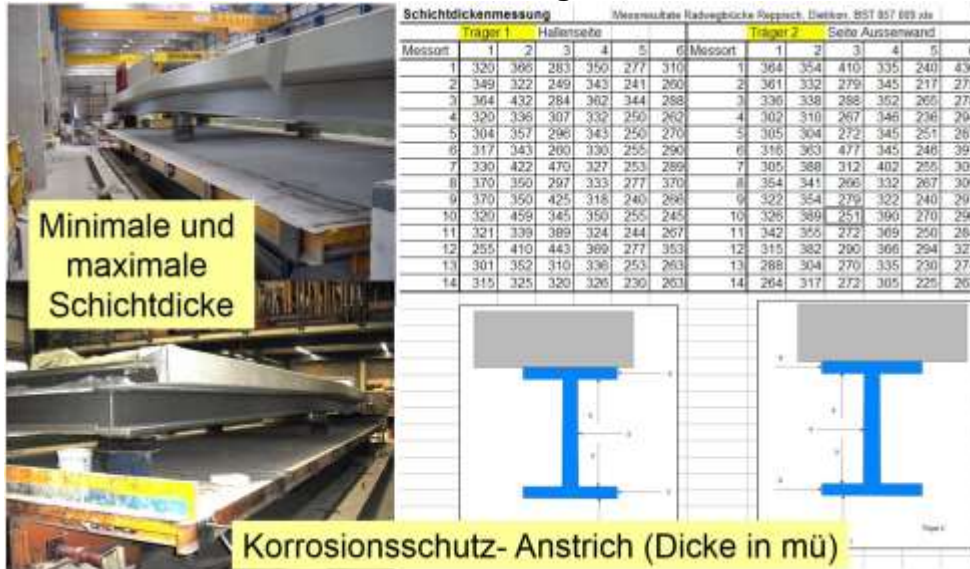 Schichtdickenmessung Messresultate Radwegbrücke Reppisch, Dietikon, BST 857 609.xls
Träger 1 Hallenseite Träger 2 Seite Aussenwand
Messort 1 2 3 4 5 6 Messort 1 2 3 4 5
1 320 366 283 350 277 310 1 364 354 410 335 240
2 349 322 249 343 241 260 2 361 332 279 345 217
3 364 432 284 362 344 288 3 336 338 288 352 265
4 320 336 307 332 250 262 4 302 310 267 346 236
5 304 357 296 343 250 270 5 305 304 272 345 251
6 317 343 260 330 255 290 6 316 363 477 345 246
7 330 422 470 327 253 289 7 305 388 312 402 255
8 370 350 297 333 277 370 8 354 341 266 332 267
9 370 350 425 318 240 266 9 322 354 279 322 240
10 320 459 345 350 255 245 10 326 389 251 390 270
11 321 339 389 324 244 267 11 342 355 272 369 250
12 255 410 443 369 277 353 12 315 382 290 366 294
13 301 352 310 336 253 263 13 288 304 270 335 230
14 315 325 320 326 230 263 14 264 317 272 305 225
Minimale und
maximale
Schichtdicke
Korrosionsschutz- Anstrich (Dicke in mü)